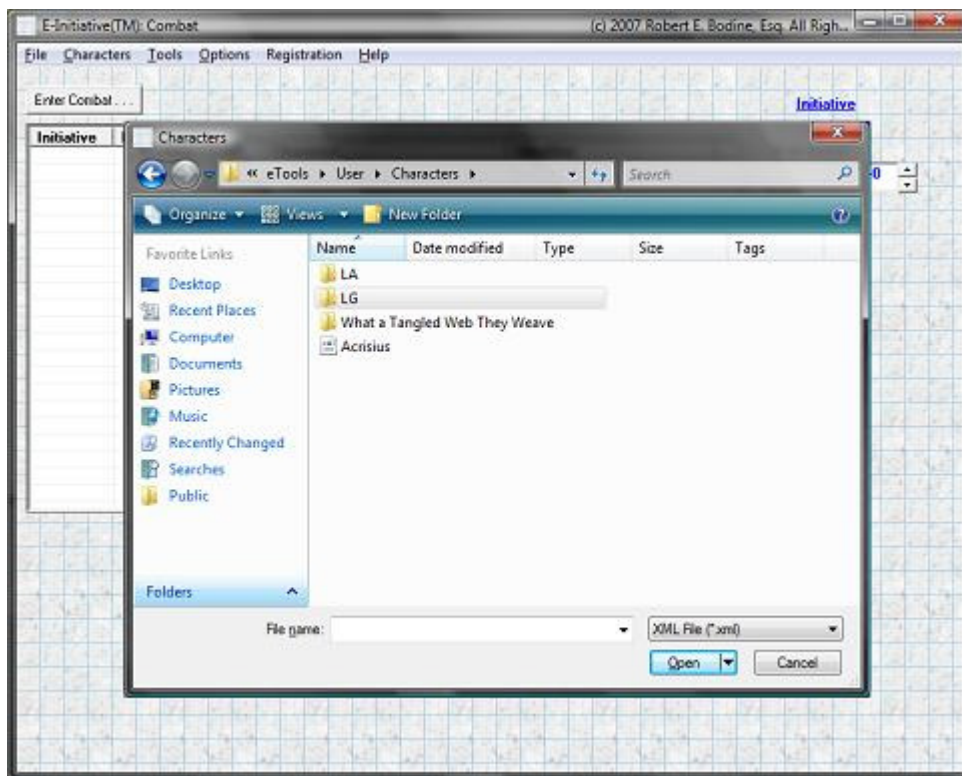 E-Initiative(TM): Combat (c) 2007 Robert E. Bodine, Esq. All Righ...
File Characters Tools Options Registration Help
Enter Combat . . .
Initiative
Initiative
Characters
« eTools User Characters
Search
-0
Organize Views New Folder
Favorite Links
Desktop
Recent Places
Computer
Documents
Pictures
Music
Recently Changed
Searches
Public
Folders
Name Date modified Type Size Tags
LA
LG
What a Tangled Web They Weave
Acrisius
File name:
XML File (*.xml)
Open Cancel